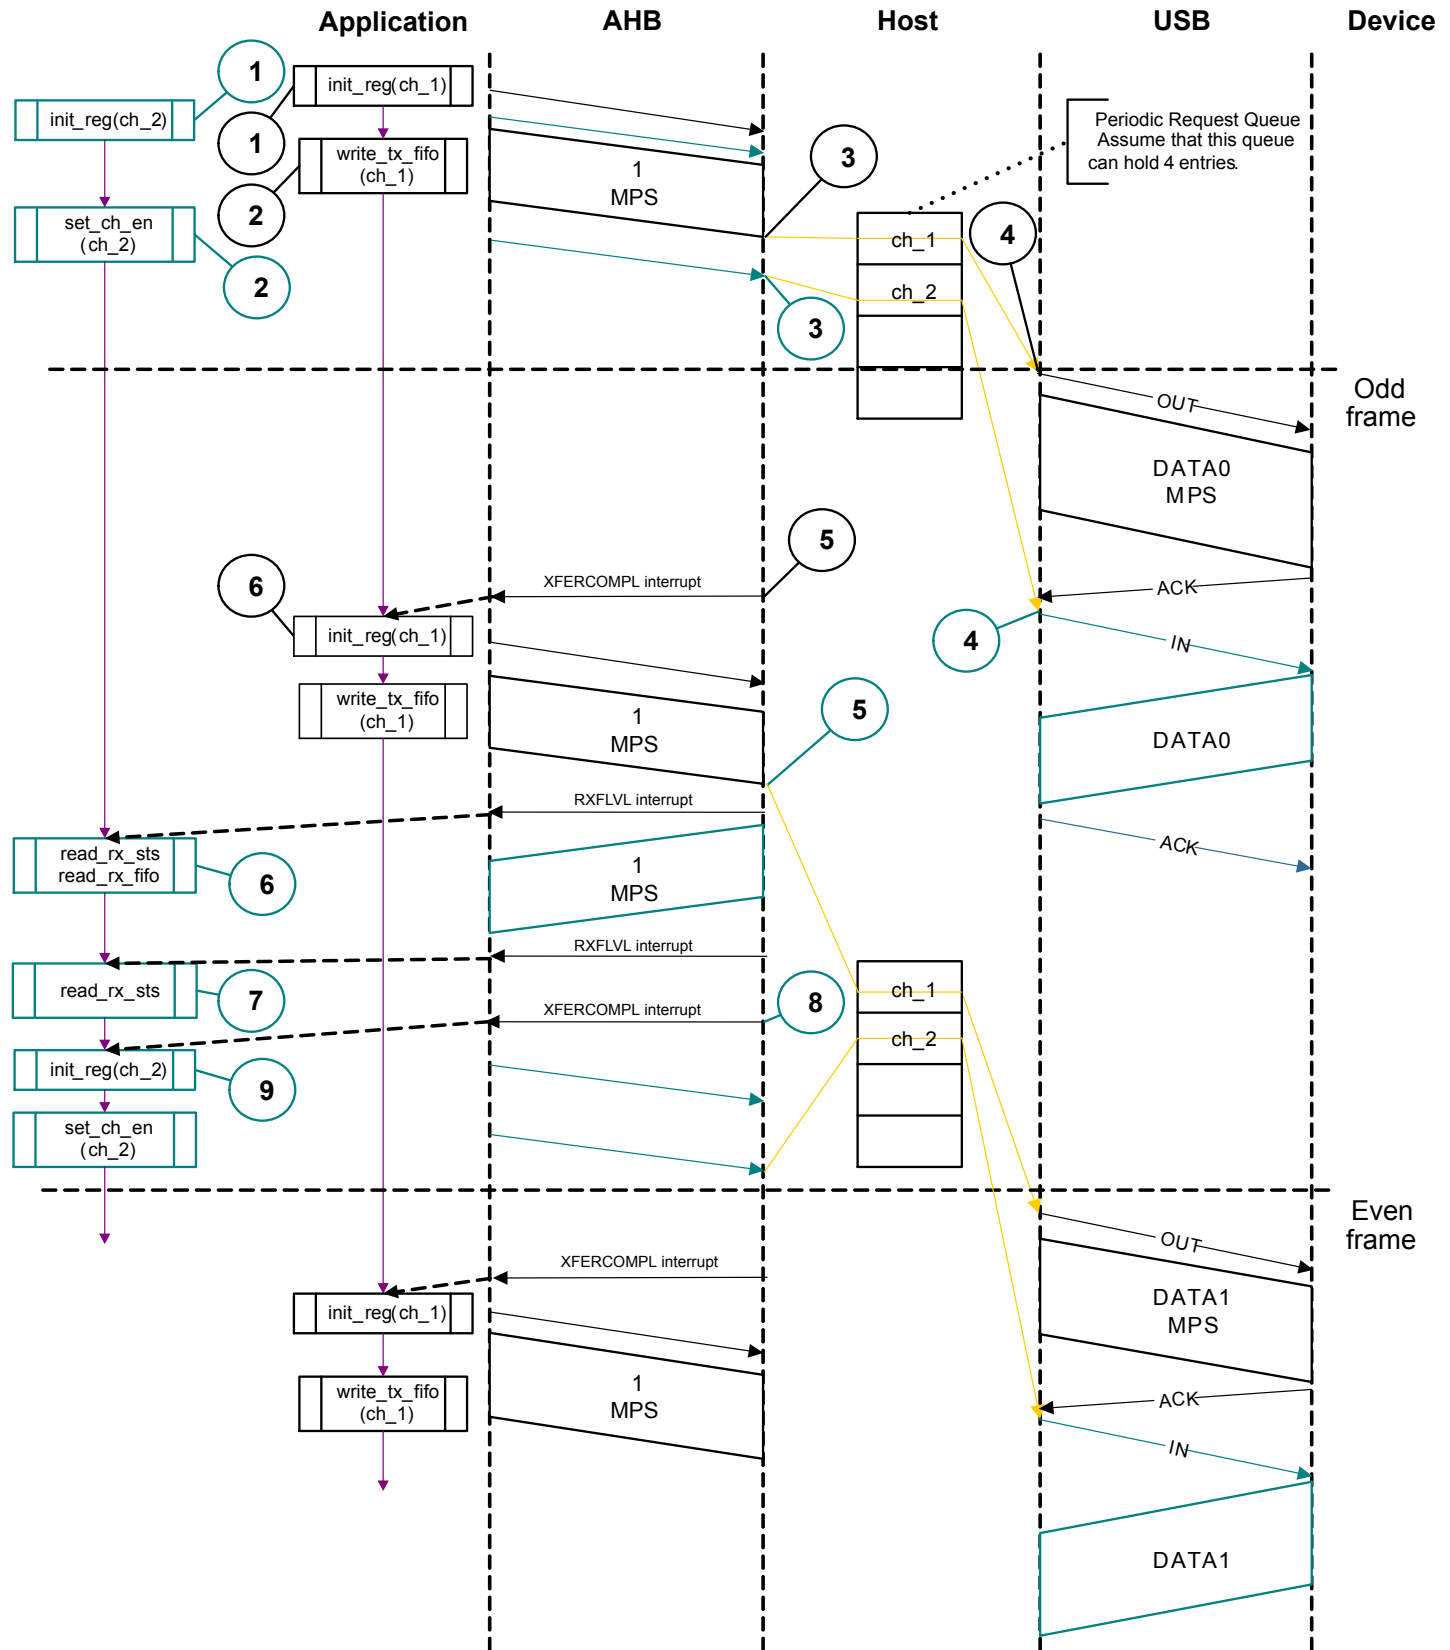 Application
AHB
Host
USB
Device
1
init_reg(ch_1)
init_reg(ch_2)
1
Periodic Request Queue
Assume that this queue
can hold 4 entries.
write_tx_fifo
(ch_1)
1
MPS
3
2
set_ch_en
(ch_2)
ch_1
4
2
ch_2
3
Odd
frame
OUT
DATA0
MPS
5
6
XFERCOMPL interrupt
ACK
init_reg(ch_1)
4
IN
write_tx_fifo
(ch_1)
1
MPS
5
DATA0
RXFLVL interrupt
read_rx_sts
read_rx_fifo
6
1
MPS
ACK
RXFLVL interrupt
read_rx_sts
7
ch_1
XFERCOMPL interrupt
8
ch_2
init_reg(ch_2)
9
set_ch_en
(ch_2)
Even
frame
OUT
XFERCOMPL interrupt
init_reg(ch_1)
DATA1
MPS
write_tx_fifo
(ch_1)
1
MPS
ACK
IN
DATA1